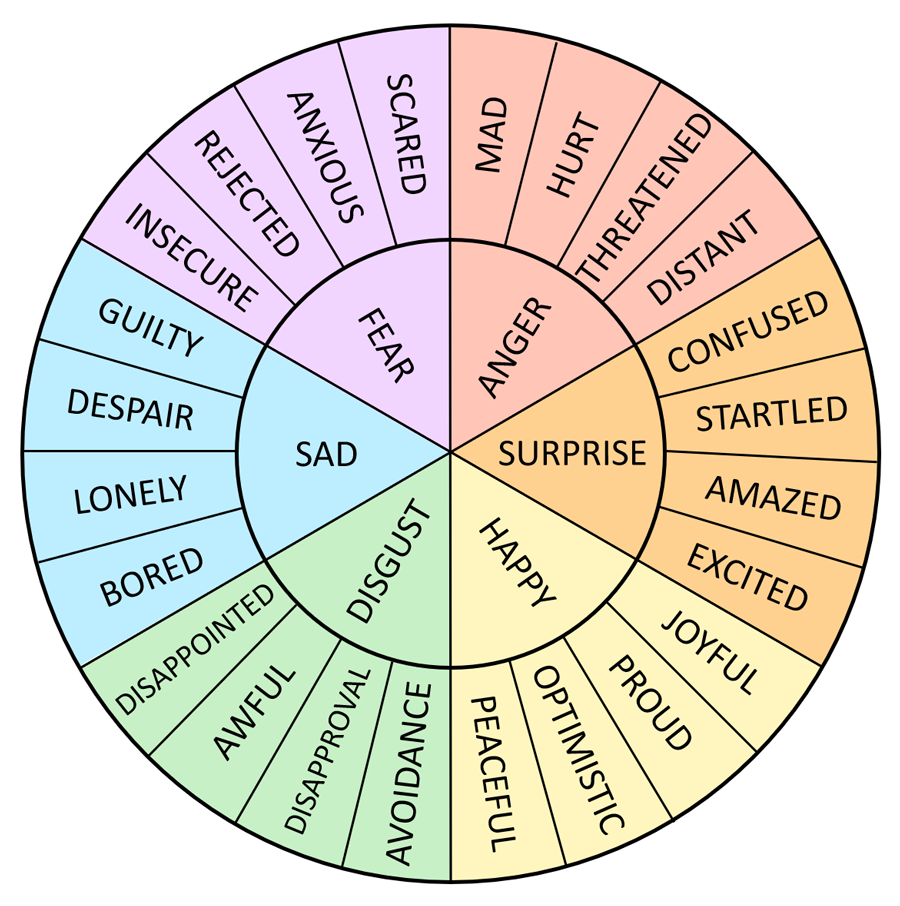 MAD
HURT
THREATENED
DISTANT
ANGER
CONFUSED
STARTLED
AMAZED
EXCITED
SURPRISE
JOYFUL
PROUD
OPTIMISTIC
PEACEFUL
HAPPY
AVOIDANCE
DISAPPROVAL
AWFUL
DISAPPOINTED
DISGUST
BORED
LONELY
DESPAIR
GUILTY
SAD
INSECURE
REJECTED
ANXIOUS
SCARED
FEAR